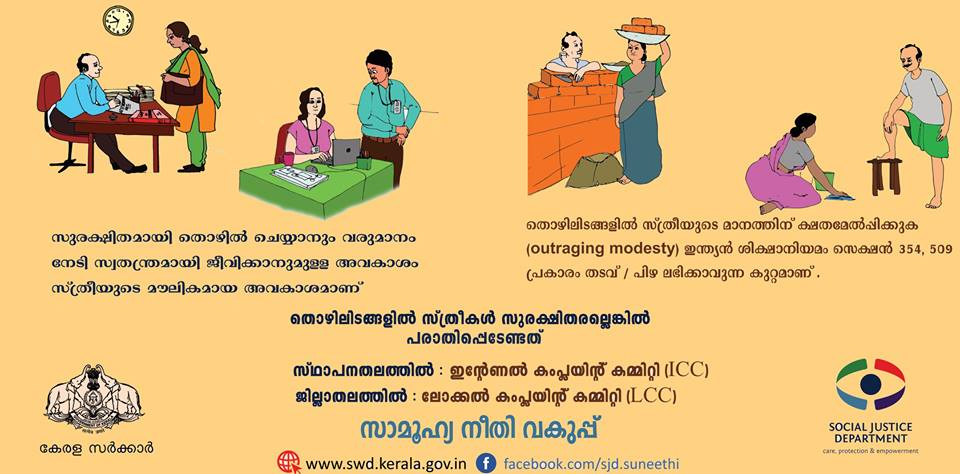 സുരക്ഷിതമായി തൊഴിൽ ചെയ്യാനും വരുമാനം
നേടി സ്വതന്ത്രമായി ജീവിക്കാനുമുളള അവകാശം
സ്ത്രീയുടെ മൗലികമായ അവകാശമാണ്
തൊഴിലിടങ്ങളിൽ സ്ത്രീയുടെ മാനത്തിന് ക്ഷതമേൽപ്പിക്കുക
(outraging modesty) ഇന്ത്യൻ ശിക്ഷാനിയമം സെക്ഷൻ 354, 509
പ്രകാരം തടവ് / പിഴ ലഭിക്കാവുന്ന കുറ്റമാണ് .
തൊഴിലിടങ്ങളിൽ സ്ത്രീകൾ സുരക്ഷിതരല്ലെങ്കിൽ
പരാതിപ്പെടേണ്ടത്
സ്ഥാപനതലത്തിൽ : ഇന്റേണൽ കംപ്ലയിന്റ് കമ്മിറ്റി (ICC)
ജില്ലാതലത്തിൽ : ലോക്കൽ കംപ്ലയിന്റ് കമ്മിറ്റി (LCC)
സാമൂഹ്യ നീതി വകുപ്പ്
കേരള സർക്കാർ
SOCIAL JUSTICE
DEPARTMENT
care, protection & empowerment
www.swd.kerala.gov.in facebook.com/sjd.suneethi